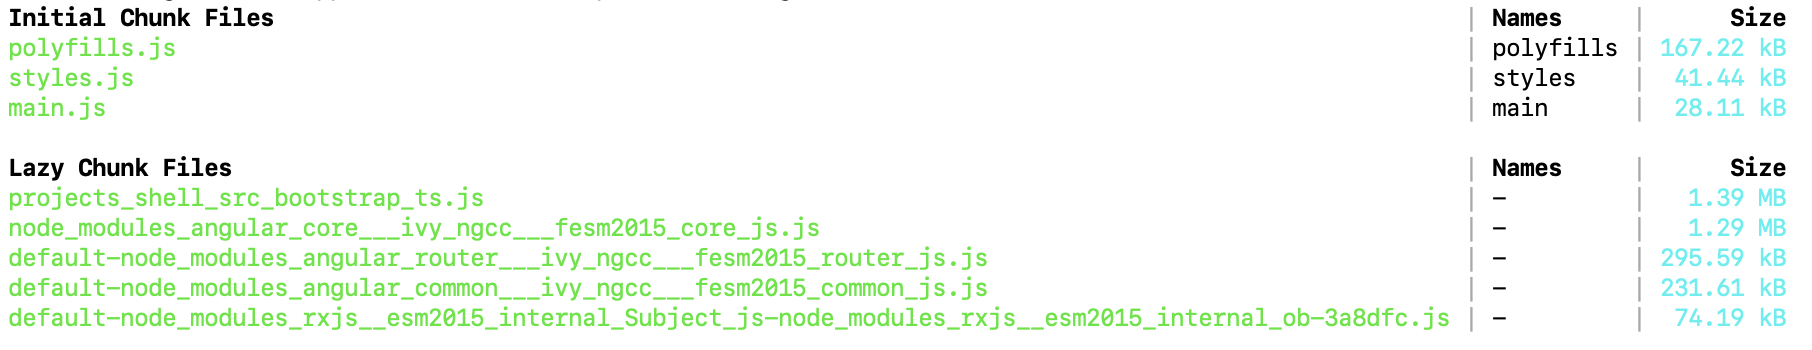 Initial Chunk Files | Names | Size
polyfills.js | polyfills | 167.22 kB
styles.js | styles | 41.44 kB
main.js | main | 28.11 kB
Lazy Chunk Files | Names | Size
projects_shell_src_bootstrap_ts.js | - | 1.39 MB
node_modules_angular_core___ivy_ngcc___fesm2015_core_js.js | - | 1.29 MB
default-node_modules_angular_router___ivy_ngcc___fesm2015_router_js.js | - | 295.59 kB
default-node_modules_angular_common___ivy_ngcc___fesm2015_common_js.js | - | 231.61 kB
default-node_modules_rxjs__esm2015_internal_Subject_js-node_modules_rxjs__esm2015_internal_ob-3a8dfc.js | - | 74.19 kB